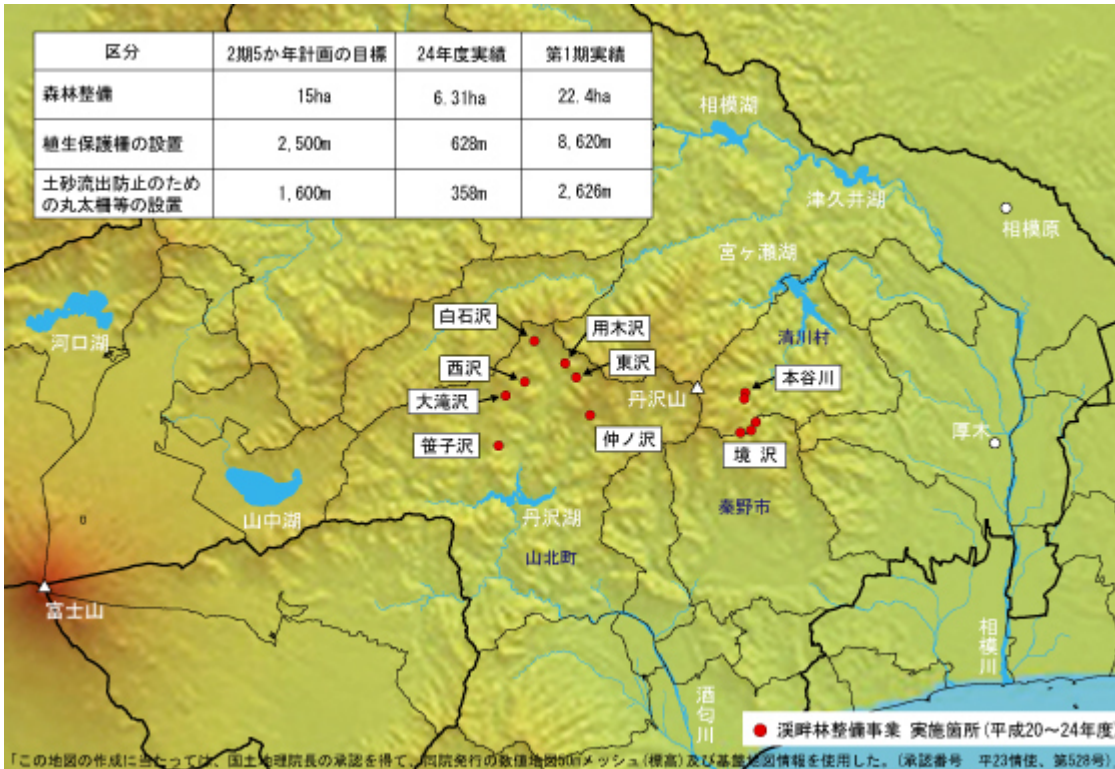 区分 2期5か年計画の目標 24年度実績 第1期実績
森林整備 15ha 6.31ha 22.4ha
植生保護柵の設置 2,500m 628m 8,620m
土砂流出防止のため
の丸太柵等の設置 1,600m 358m 2,626m
相模湖
津久井湖
相模原
宮ヶ瀬湖
河口湖
白石沢
用木沢
清川村
西沢
東沢
本谷川
大滝沢
丹沢山
笹子沢
仲ノ沢
境 沢
厚木
山中湖
丹沢湖
秦野市
山北町
富士山
相模川
酒匂川
渓畔林整備事業 実施箇所(平成20~24年度
「この地図の作成に当たっては、国土地理院長の承認を得て、同院発行の数値地図50mメッシュ(標高)及び基盤地図情報を使用した。(承認番号 平23情使、第528号)